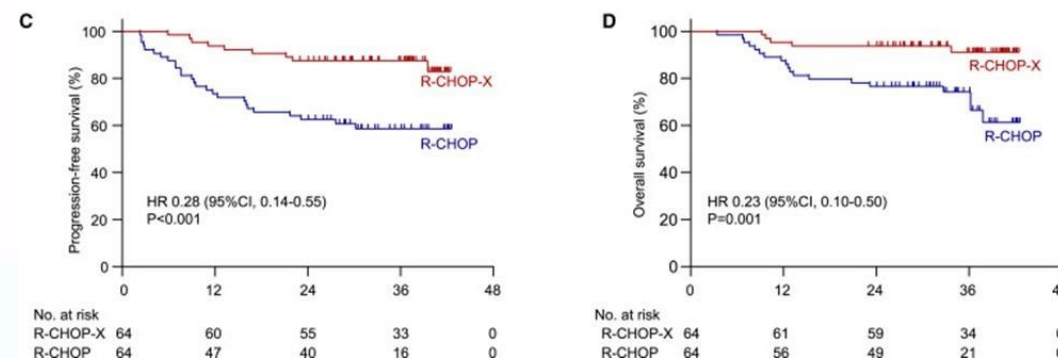 C
100
80
60
40
20
0
Progression-free survival (%)
R-CHOP-X
R-CHOP
HR 0.28 (95%CI, 0.14-0.55)
P<0.001
0 12 24 36 48
No. at risk
R-CHOP-X 64 60 55 33 0
R-CHOP 64 47 40 16 0
D
100
80
60
40
20
0
Overall survival (%)
R-CHOP-X
R-CHOP
HR 0.23 (95%CI, 0.10-0.50)
P=0.001
0 12 24 36
No. at risk
R-CHOP-X 64 61 59 34
R-CHOP 64 56 49 21